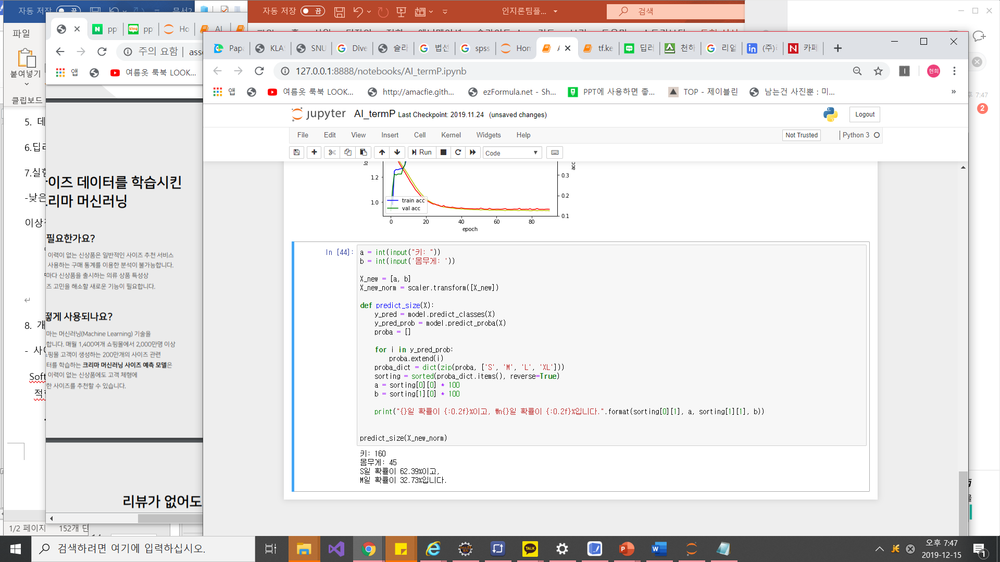 자동 저장 끔 문서2
자동 저장 끔 인지론팀플... 검색
파일
붙여넣기
클립보드
주의 요함 | asse
앱 여름옷 룩북 LOOK...
Papa KLAS SNU Dive 슬라 법선 spss Hom A tf.ke 딥러 천하 리얼 (주) 카페
127.0.0.1:8888/notebooks/AI_termP.ipynb
현희
앱 여름옷 룩북 LOOK... http://amacfie.gith... ezFormula.net - Sh... PPT에 사용하면 좋... TOP - 제이블린 남는건 사진뿐 : 미... »
jupyter AI_termP Last Checkpoint: 2019.11.24 (unsaved changes) Logout
File Edit View Insert Cell Kernel Widgets Help Not Trusted Python 3
Run Code
1.2
1.0
0.3
0.2
0.1
train acc
val acc
0 20 40 60 80
epoch
In [44]:
a = int(input("키: "))
b = int(input('몸무게: '))
X_new = [a, b]
X_new_norm = scaler.transform([X_new])
def predict_size(X):
y_pred = model.predict_classes(X)
y_pred_prob = model.predict_proba(X)
proba = []
for i in y_pred_prob:
proba.extend(i)
proba_dict = dict(zip(proba, ['S', 'M', 'L', 'XL']))
sorting = sorted(proba_dict.items(), reverse=True)
a = sorting[0][0] * 100
b = sorting[1][0] * 100
print("{}일 확률이 {:0.2f}%이고, ₩n{}일 확률이 {:0.2f}%입니다.".format(sorting[0][1], a, sorting[1][1], b))
predict_size(X_new_norm)
키: 160
몸무게: 45
S일 확률이 62.39%이고,
M일 확률이 32.73%입니다.
5. 데
6.딥러
7.실험
-낮은
이상
8. 개
- 사이
Soft
적
이즈 데이터를 학습시킨
리마 머신러닝
필요한가요?
이력이 없는 신상품은 일반적인 사이즈 추천 서비스
사용하는 구매 통계를 이용한 분석이 불가능합니다.
마다 신상품을 출시하는 의류 상품 특성상
즈 고민을 해소할 새로운 기능이 필요합니다.
떻게 사용되나요?
마는 머신러닝(Machine Learning) 기술을
합니다. 매월 1,400여개 쇼핑몰에서 2,000만명 이상
쇼핑몰 고객이 생성하는 200만개의 사이즈 관련
터를 학습하는 크리마 머신러닝 사이즈 예측 모델은
이력이 없는 신상품에도 고객 체형에
한 사이즈를 추천할 수 있습니다.
리뷰가 없어도
1/2 페이지 152개 단
후 7:47
2
검색하려면 여기에 입력하십시오.
TALK
오후 7:47
2019-12-15
1